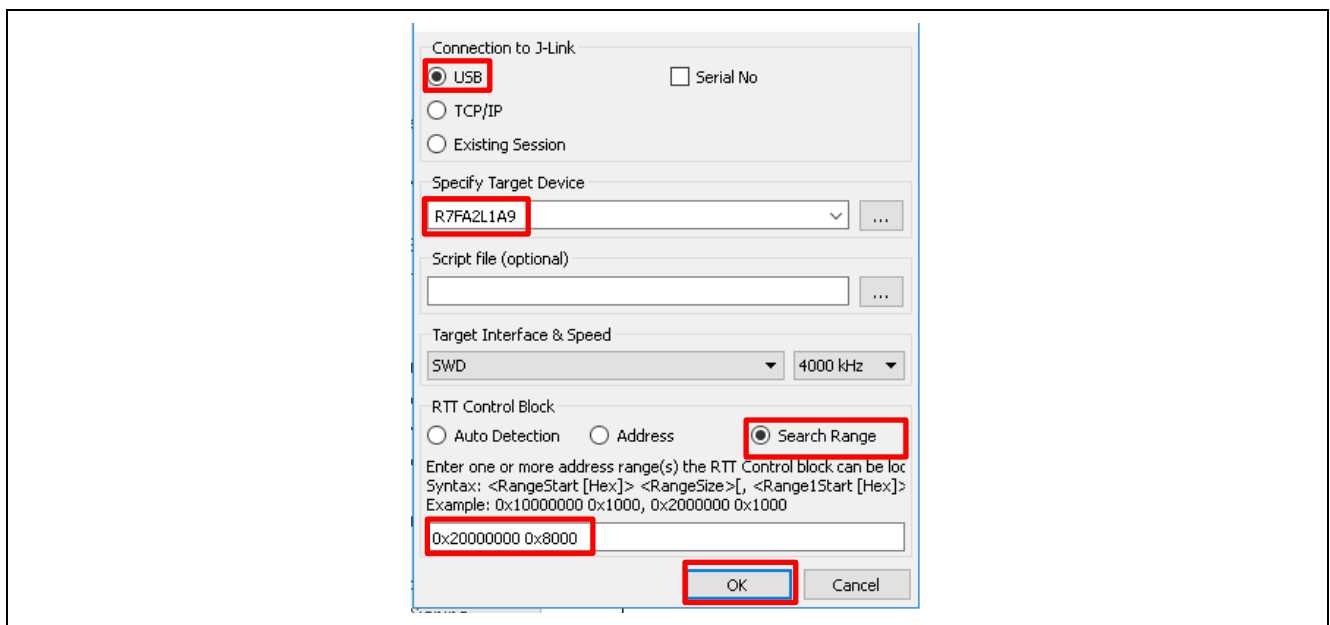 Connection to J-Link
USB
Serial No
TCP/IP
Existing Session
Specify Target Device
R7FA2L1A9
...
Script file (optional)
...
Target Interface & Speed
SWD
4000 kHz
RTT Control Block
Auto Detection
Address
Search Range
Enter one or more address range(s) the RTT Control block can be loc
Syntax: <RangeStart [Hex]> <RangeSize>[, <Range1Start [Hex]>
Example: 0x10000000 0x1000, 0x2000000 0x1000
0x20000000 0x8000
OK
Cancel